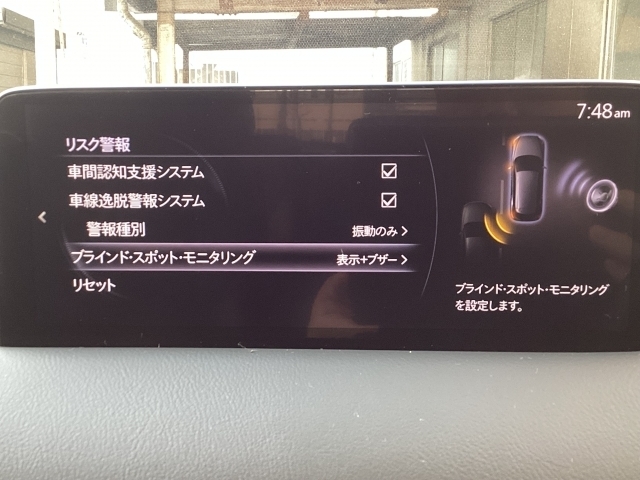 7:48am
リスク警報
車間認知支援システム
車線逸脱警報システム
警報種別 振動のみ
ブラインド・スポット・モニタリング 表示+ブザー
リセット
ブラインド・スポット・モニタリング
を設定します。